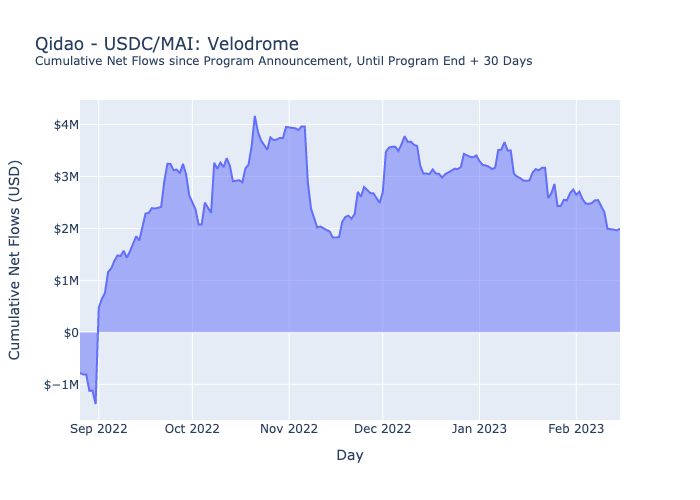 Qidao - USDC/MAI: Velodrome
Cumulative Net Flows since Program Announcement, Until Program End + 30 Days
Cumulative Net Flows (USD)
$4M
$3M
$2M
$1M
$0
$−1M
Sep 2022 Oct 2022 Nov 2022 Dec 2022 Jan 2023 Feb 2023
Day